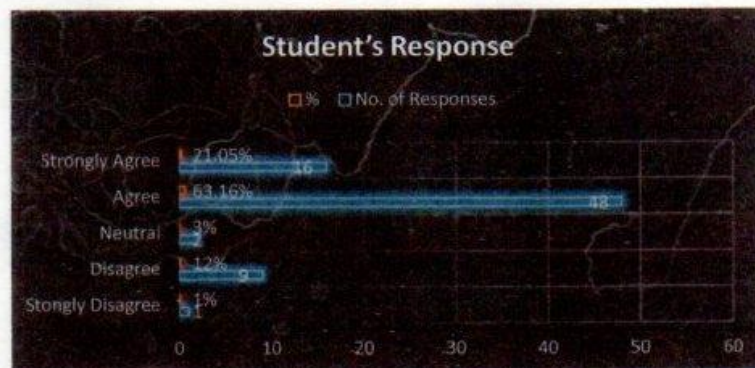 Student's Response
% No. of Responses
Strongly Agree 21.05% 16
Agree 63.16% 48
Neutral 3% 2
Disagree 12% 9
Stongly Disagree 1% 1
0 10 20 30 40 50 60